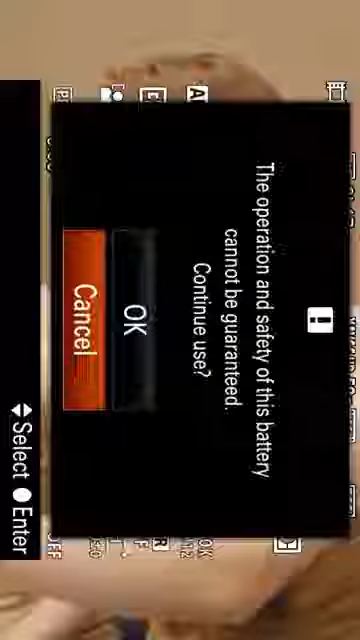 The operation and safety of this battery
cannot be guaranteed.
Continue use?
OK
Cancel
Select Enter